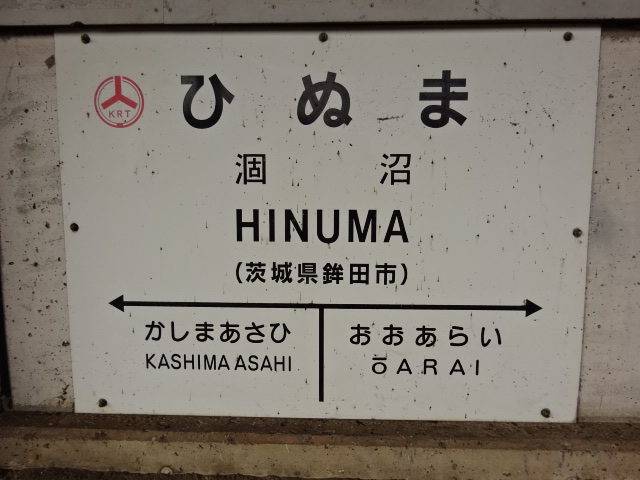 KRT
ひぬま
涸沼
HINUMA
(茨城県鉾田市)
かしまあさひ
KASHIMA ASAHI
おおあらい
ŌARAI